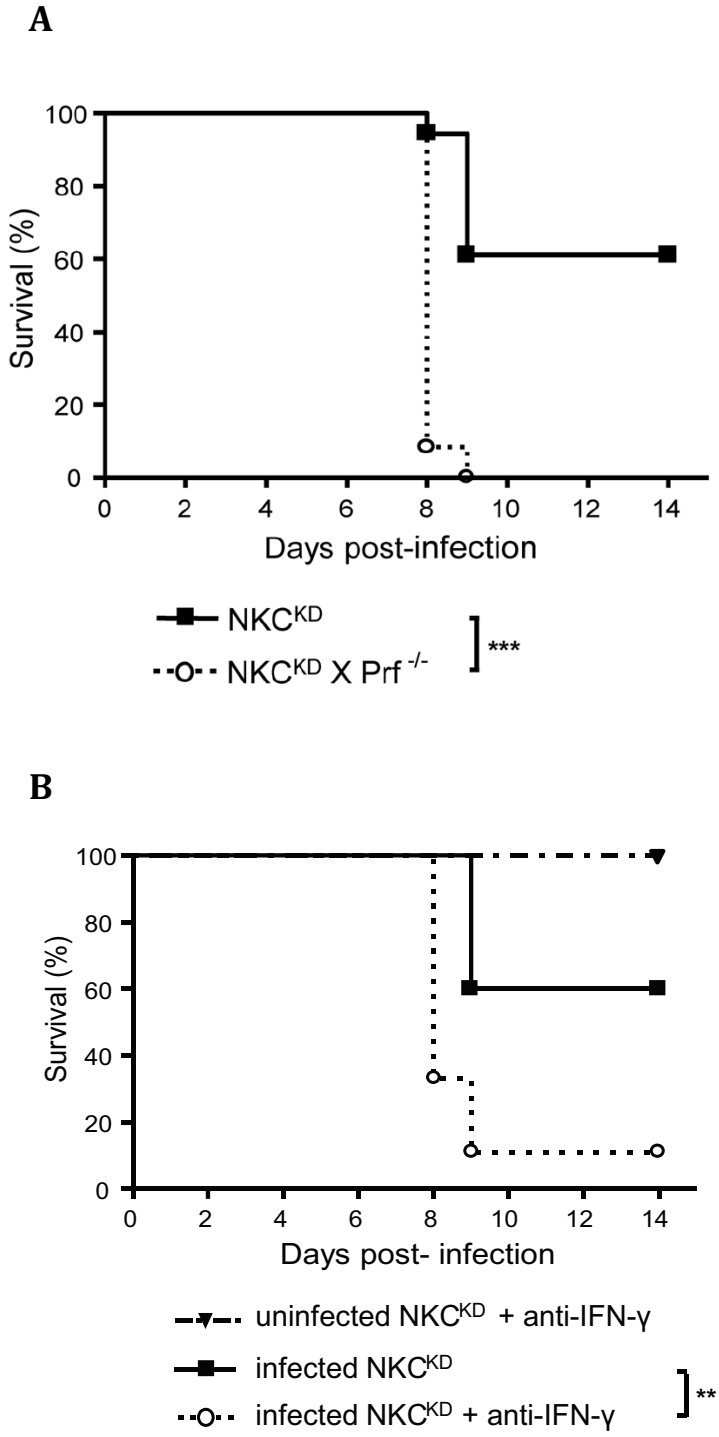 A
100
80
60
40
20
0
Survival (%)
0 2 4 6 8 10 12 14
Days post-infection
NKCᴷᴰ
***
NKCᴷᴰ X Prf ⁻/⁻
B
100
80
60
40
20
0
Survival (%)
0 2 4 6 8 10 12 14
Days post- infection
uninfected NKCᴷᴰ + anti-IFN-γ
infected NKCᴷᴰ
**
infected NKCᴷᴰ + anti-IFN-γ